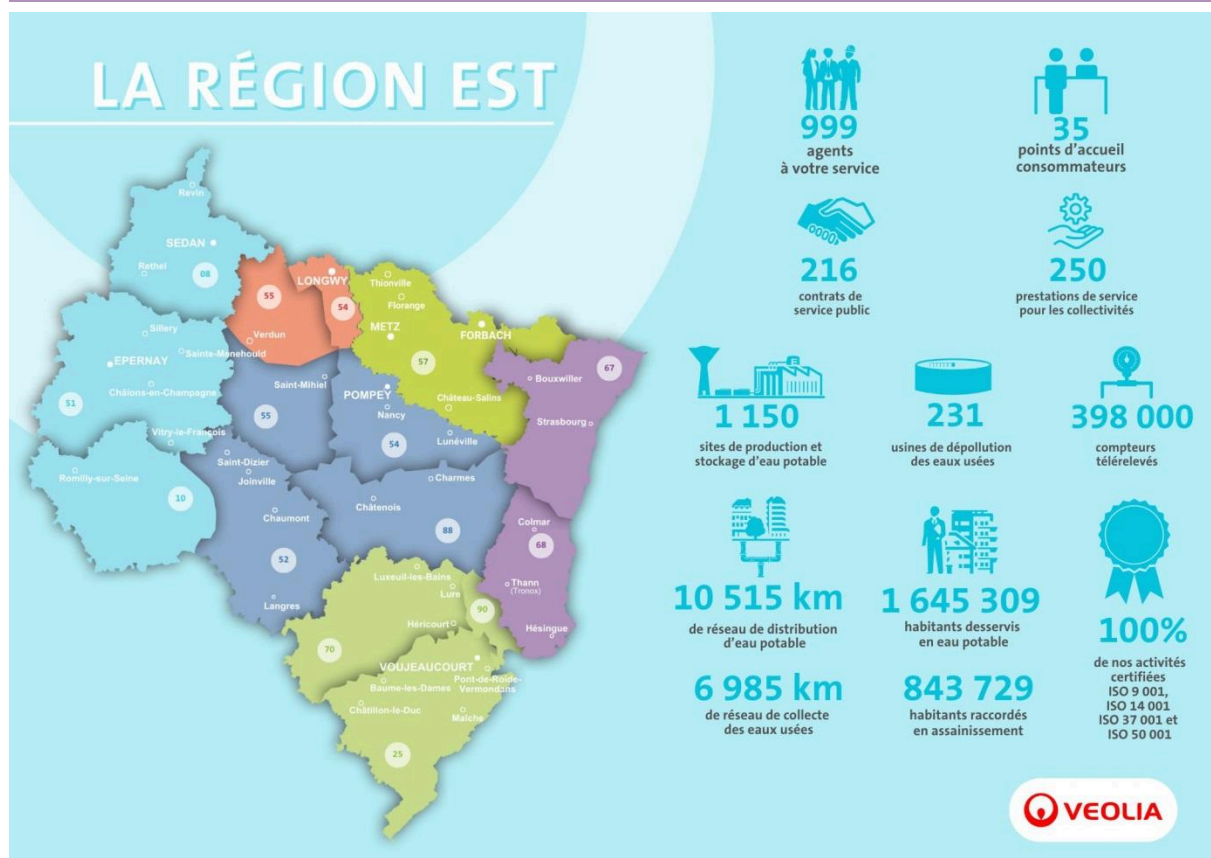 LA RÉGION EST
Revin
SEDAN
Rethel
08
55
LONGWY
54
Verdun
Thionville
Florange
METZ
FORBACH
57
Château-Salins
Sillery
EPERNAY
Sainte-Manehould
Châlons-en-Champagne
51
Vitry-le-François
Romilly-sur-Seine
10
Saint-Mihiel
55
POMPEY
Nancy
54
Lunéville
Bouxwiller
67
Strasbourg
Saint-Dizier
Joinville
Chaumont
52
Langres
Charmes
Châtenois
88
Colmar
68
Thann
(Tronox)
Hésingue
Luxeuil-les-Bains
Lure
90
Héricourt
70
VOUJEAUCOURT
Pont-de-Roide-
Vermondans
Baume-les-Dames
Châtillon-le-Duc
Maîche
25
999
agents
à votre service
35
points d'accueil
consommateurs
216
contrats de
service public
250
prestations de service
pour les collectivités
1 150
sites de production et
stockage d'eau potable
231
usines de dépollution
des eaux usées
398 000
compteurs
télérelevés
10 515 km
de réseau de distribution
d'eau potable
1 645 309
habitants desservis
en eau potable
100%
de nos activités
certifiées
ISO 9 001,
ISO 14 001
ISO 37 001 et
ISO 50 001
6 985 km
de réseau de collecte
des eaux usées
843 729
habitants raccordés
en assainissement
VEOLIA